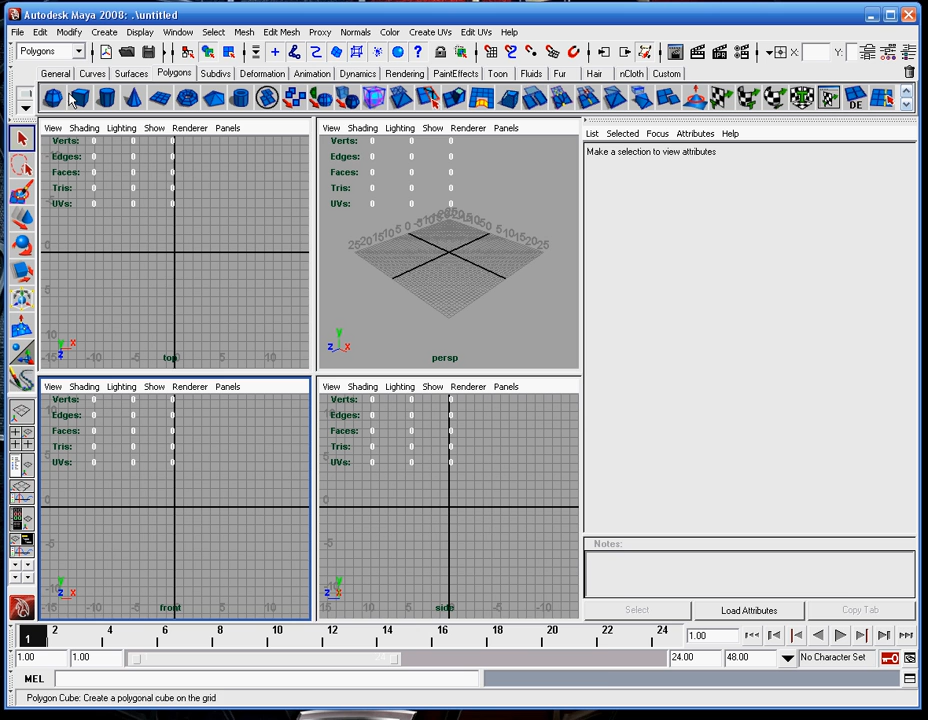 Autodesk Maya 2008: .\untitled
File Edit Modify Create Display Window Select Mesh Edit Mesh Proxy Normals Color Create UVs Edit UVs Help
Polygons X: Y:
General Curves Surfaces Polygons Subdivs Deformation Animation Dynamics Rendering PaintEffects Toon Fluids Fur Hair nCloth Custom
DE
View Shading Lighting Show Renderer Panels
Verts: 0 0 0
Edges: 0 0 0
Faces: 0 0 0
Tris: 0 0 0
UVs: 0 0 0
top
View Shading Lighting Show Renderer Panels
Verts: 0 0 0
Edges: 0 0 0
Faces: 0 0 0
Tris: 0 0 0
UVs: 0 0 0
persp
List Selected Focus Attributes Help
Make a selection to view attributes
View Shading Lighting Show Renderer Panels
Verts: 0 0 0
Edges: 0 0 0
Faces: 0 0 0
Tris: 0 0 0
UVs: 0 0 0
front
View Shading Lighting Show Renderer Panels
Verts: 0 0 0
Edges: 0 0 0
Faces: 0 0 0
Tris: 0 0 0
UVs: 0 0 0
side
Notes:
Select Load Attributes Copy Tab
1 2 4 6 8 10 12 14 16 18 20 22 24 1.00
1.00 1.00 24.00 48.00 No Character Set
MEL
Polygon Cube: Create a polygonal cube on the grid